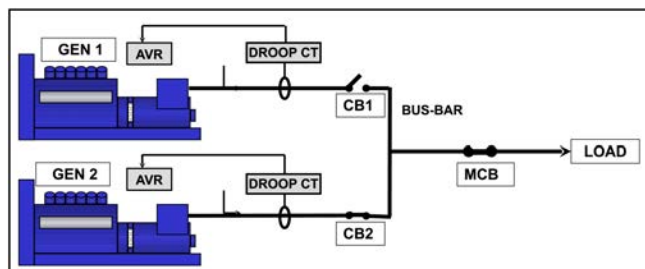 GEN 1
AVR
DROOP CT
CB1
BUS-BAR
MCB
LOAD
GEN 2
AVR
DROOP CT
CB2